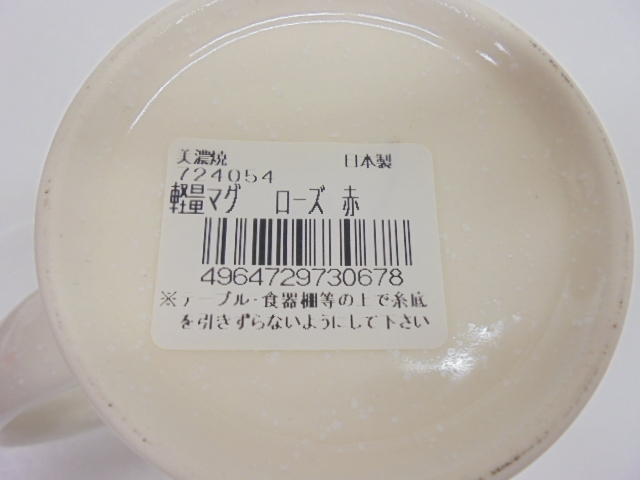 美濃焼 日本製
724054
軽量マグ ローズ 赤
4964729730678
※テーブル・食器棚等の上で糸底
を引きずらないようにして下さい